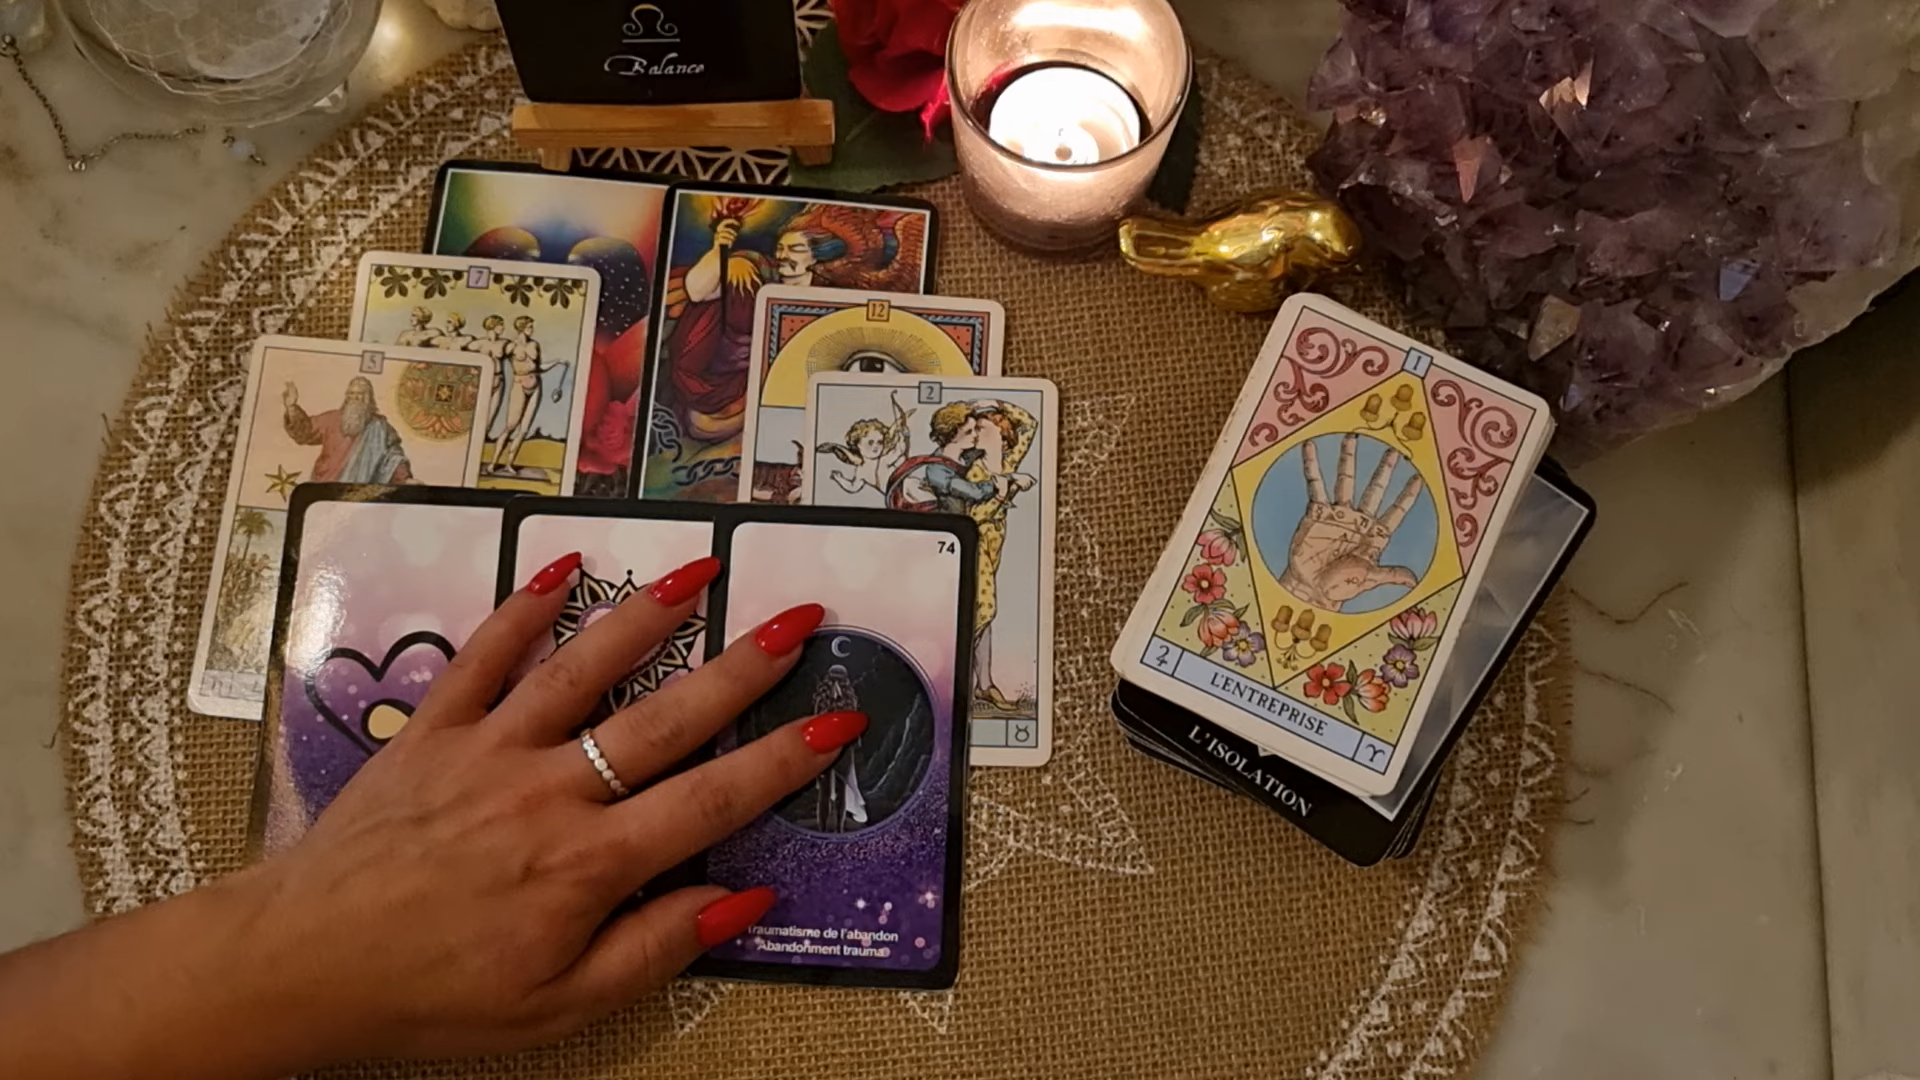 Balance
7
5
12
2
74
Traumatisme de l'abandon
Abandonment trauma
1
L'ENTREPRISE
L'ISOLATION